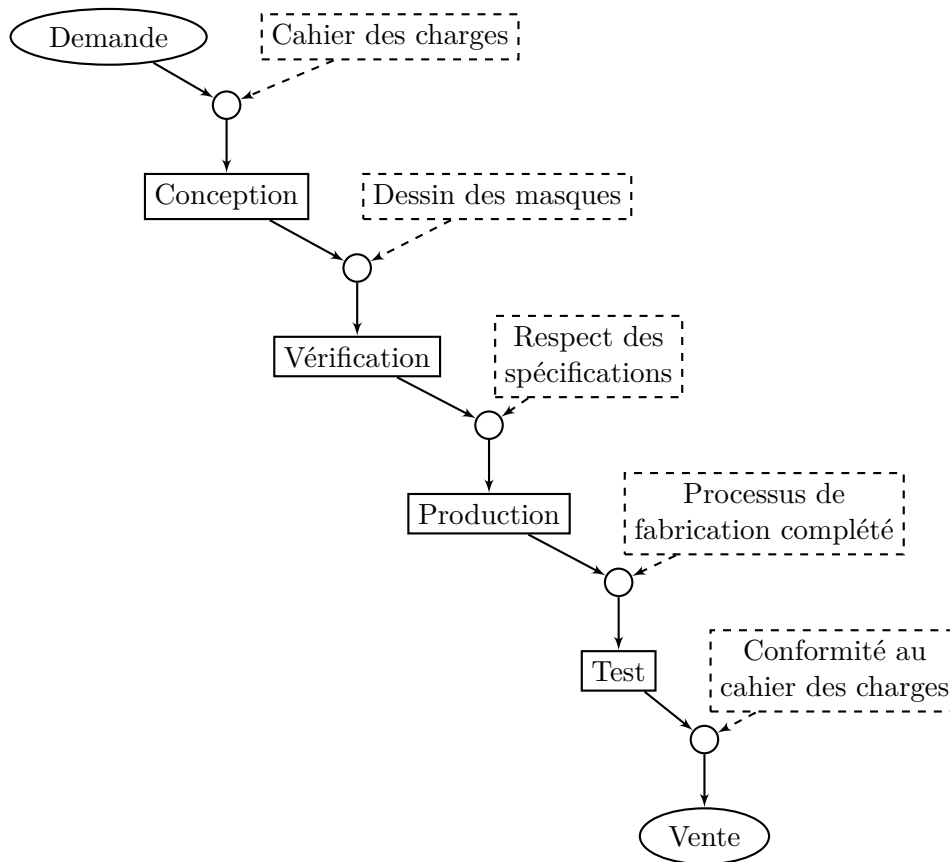 Demande
Cahier des charges
Conception
Dessin des masques
Vérification
Respect des
spécifications
Production
Processus de
fabrication complété
Test
Conformité au
cahier des charges
Vente